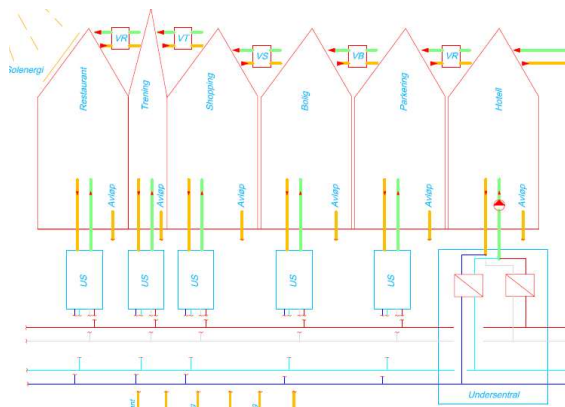 VR
VT
VS
VB
VR
Solenergi
Restaurant
Trening
Shopping
Bolig
Parkering
Hotell
Avløp
Avløp
Avløp
Avløp
Avløp
Avløp
US
US
US
US
US
Undersentral